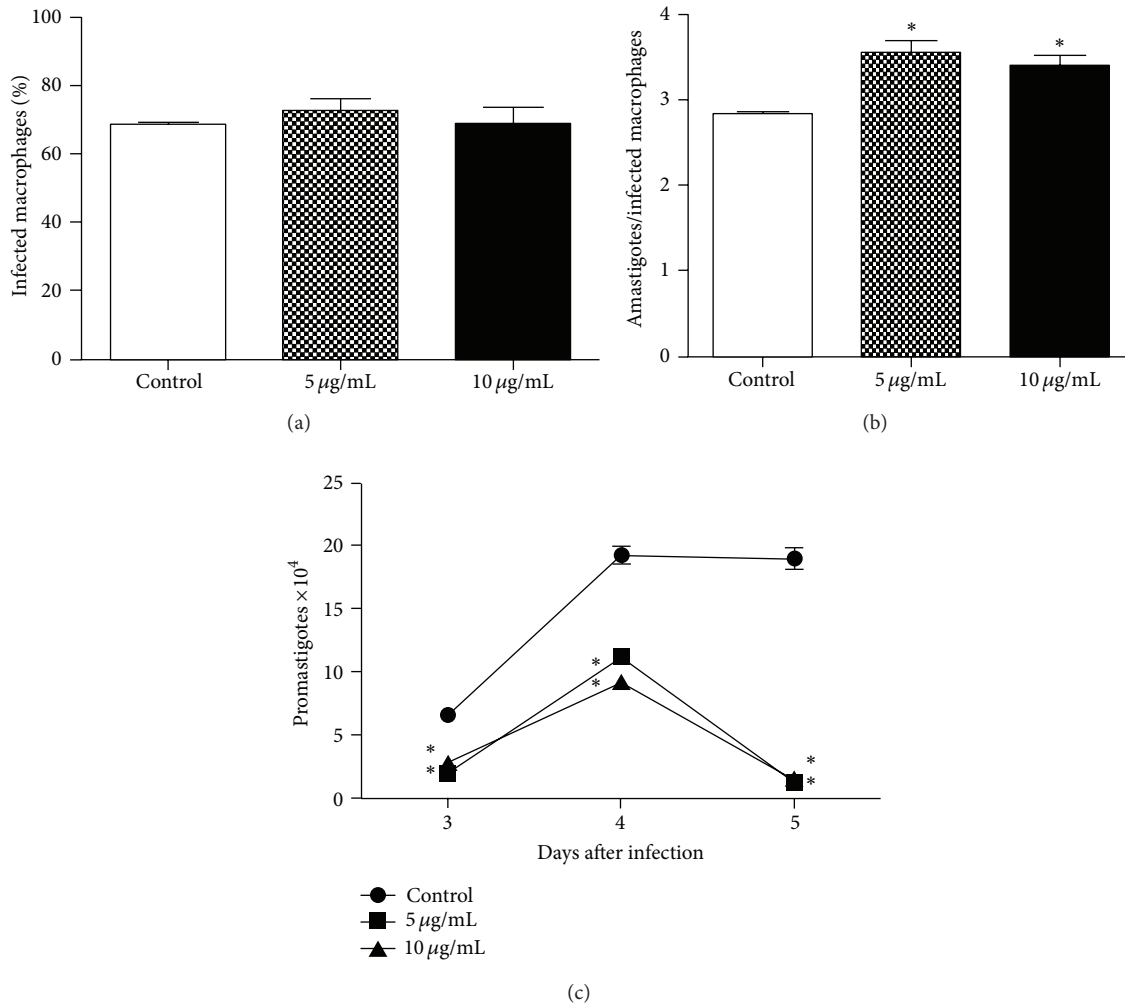 Infected macrophages (%)
100
80
60
40
20
0
Control
5 μg/mL
10 μg/mL
(a)
Amastigotes/infected macrophages
4
3
2
1
0
*
*
Control
5 μg/mL
10 μg/mL
(b)
Promastigotes ×10⁴
25
20
15
10
5
0
*
*
*
*
*
*
3
4
5
Days after infection
Control
5 μg/mL
10 μg/mL
(c)